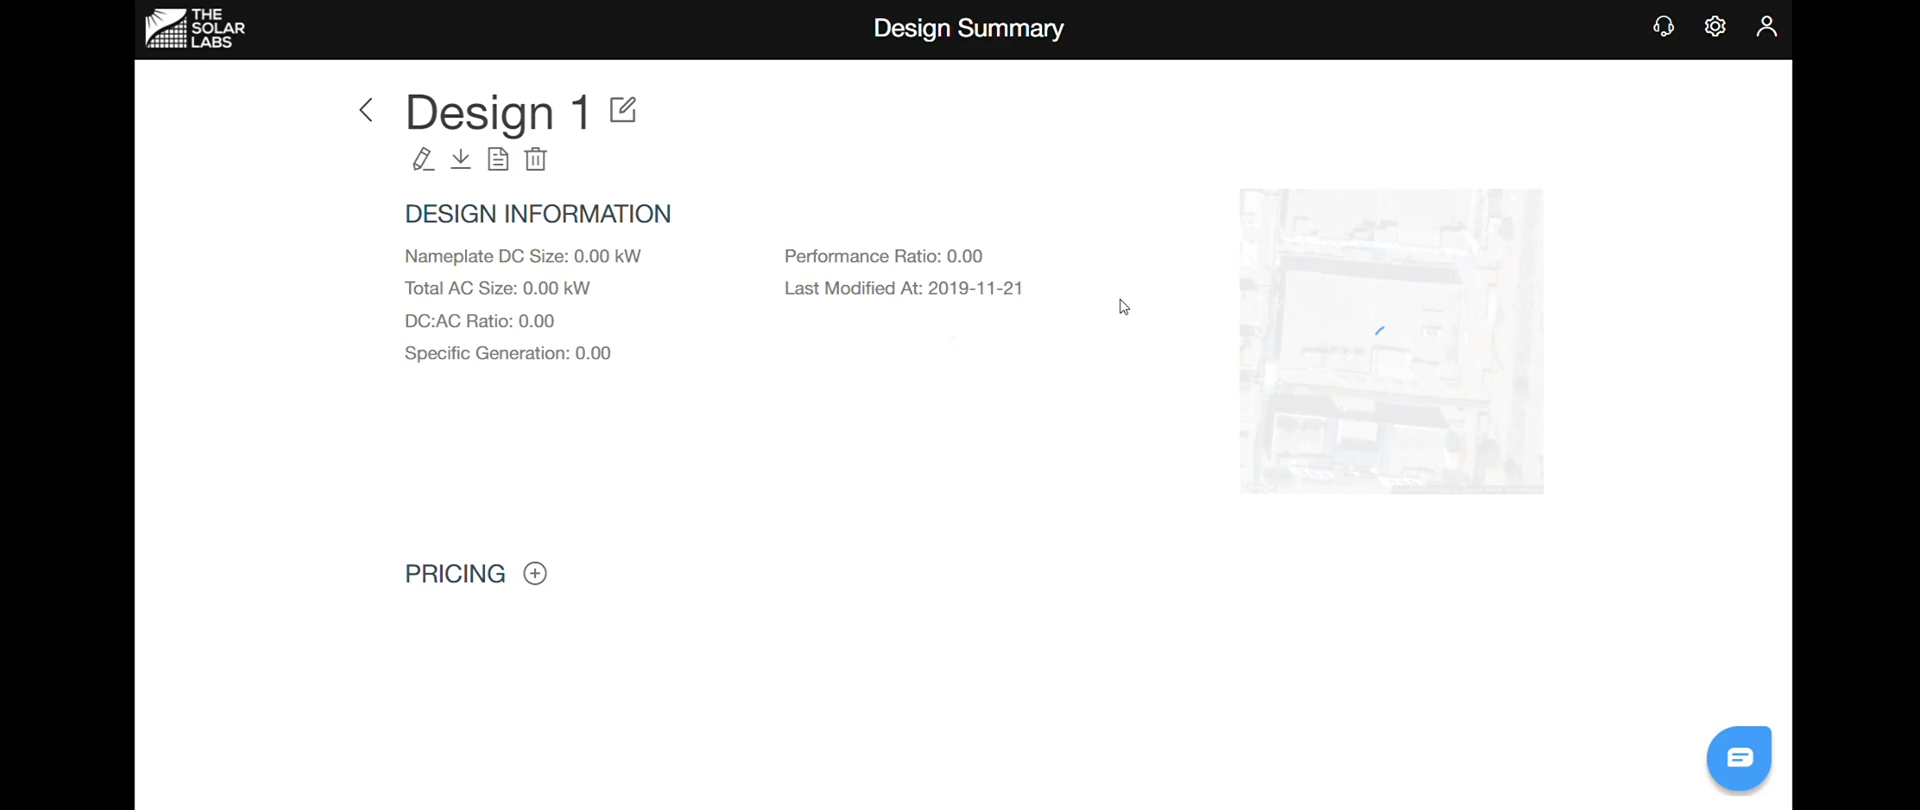 THE
SOLAR
LABS
Design Summary
Design 1
DESIGN INFORMATION
Nameplate DC Size: 0.00 kW
Total AC Size: 0.00 kW
DC:AC Ratio: 0.00
Specific Generation: 0.00
Performance Ratio: 0.00
Last Modified At: 2019-11-21
PRICING